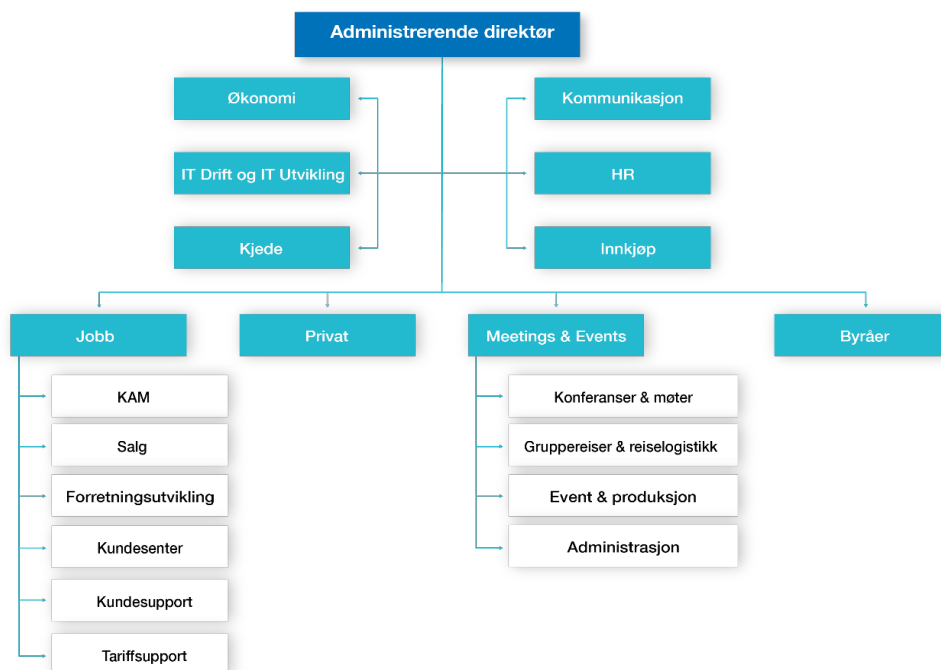 Administrerende direktør
Økonomi
Kommunikasjon
IT Drift og IT Utvikling
HR
Kjede
Innkjøp
Jobb
Privat
Meetings & Events
Byråer
KAM
Salg
Forretningsutvikling
Kundesenter
Kundesupport
Tariffsupport
Konferanser & møter
Gruppereiser & reiselogistikk
Event & produksjon
Administrasjon